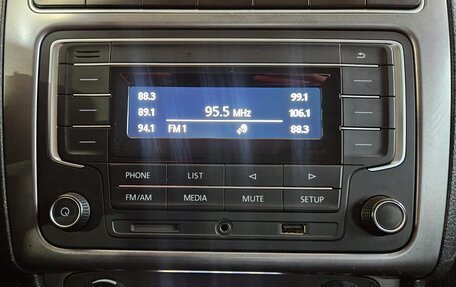 88.3 99.1
89.1 95.5 MHz 106.1
94.1 FM 1 88.3
PHONE LIST
FM/AM MEDIA MUTE SETUP